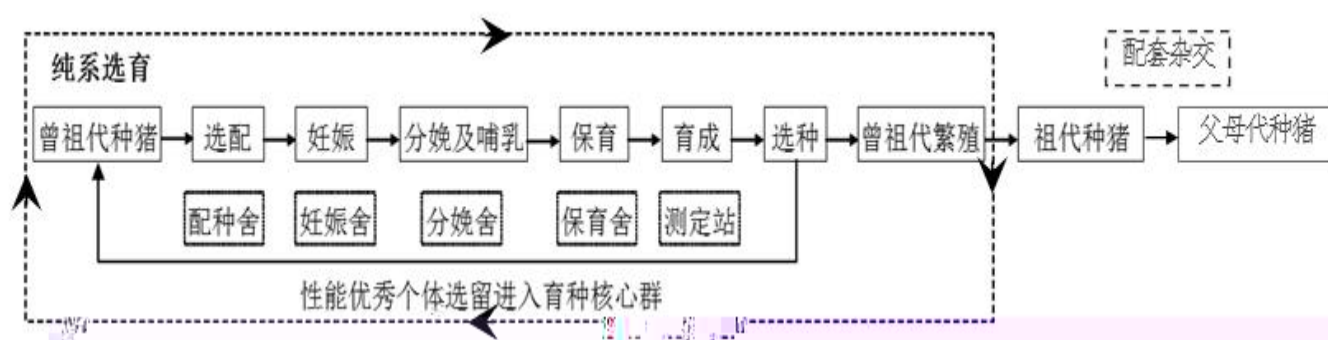 配套杂交
纯系选育
曾祖代种猪 选配 妊娠 分娩及哺乳 保育 育成 选种 曾祖代繁殖 祖代种猪 父母代种猪
配种舍 妊娠舍 分娩舍 保育舍 测定站
性能优秀个体选留进入育种核心群